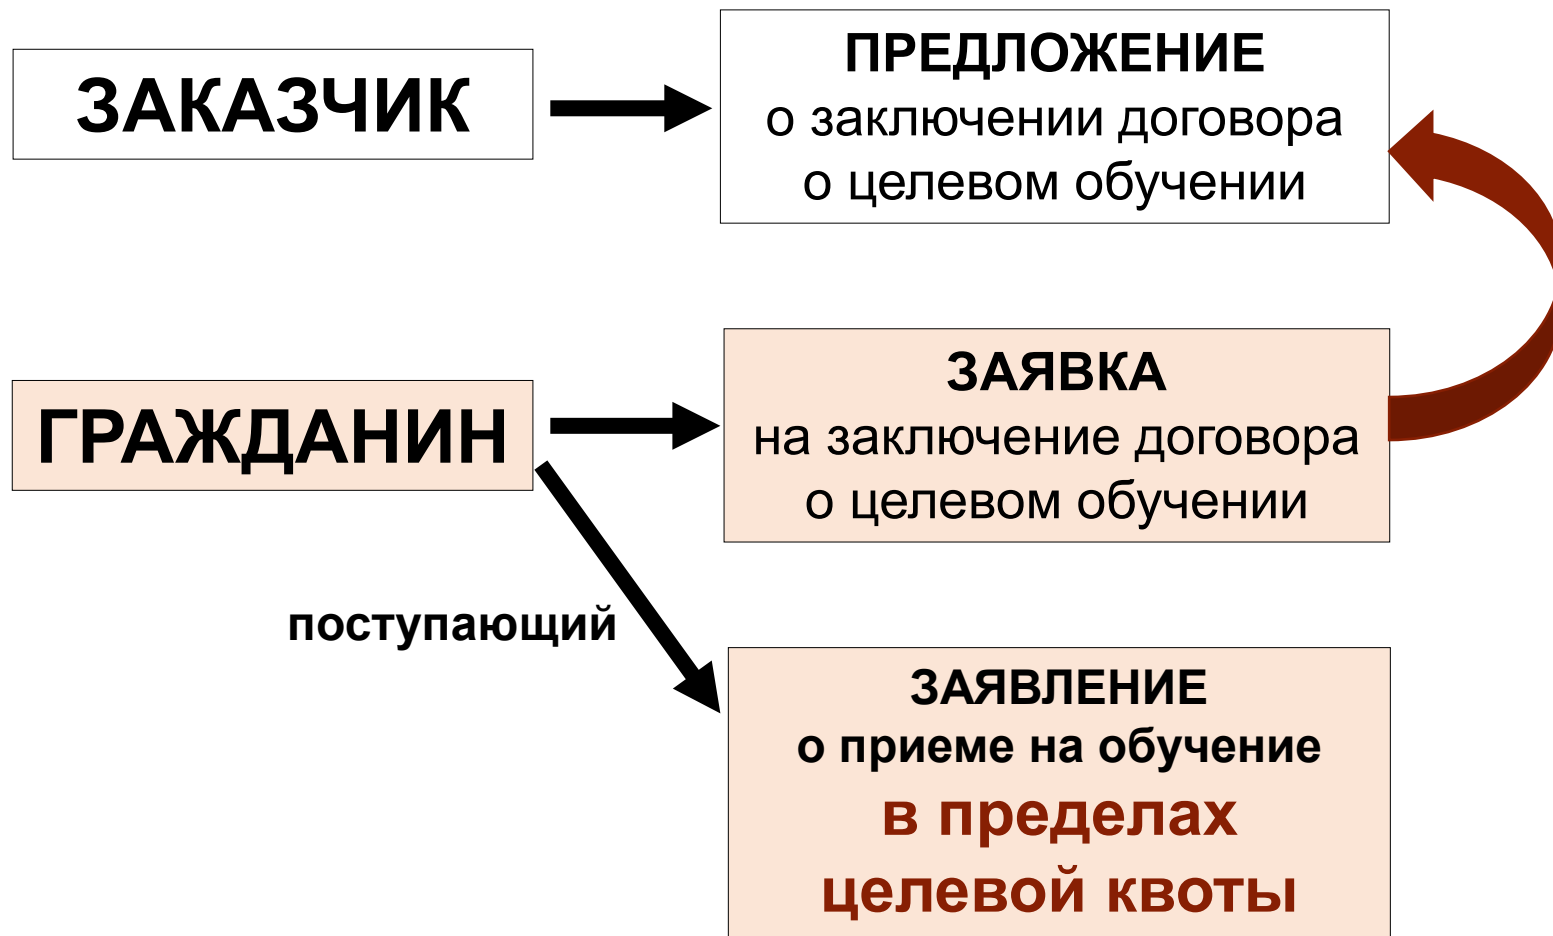 ЗАКАЗЧИК
ПРЕДЛОЖЕНИЕ
о заключении договора
о целевом обучении
ГРАЖДАНИН
ЗАЯВКА
на заключение договора
о целевом обучении
поступающий
ЗАЯВЛЕНИЕ
о приеме на обучение
в пределах
целевой квоты